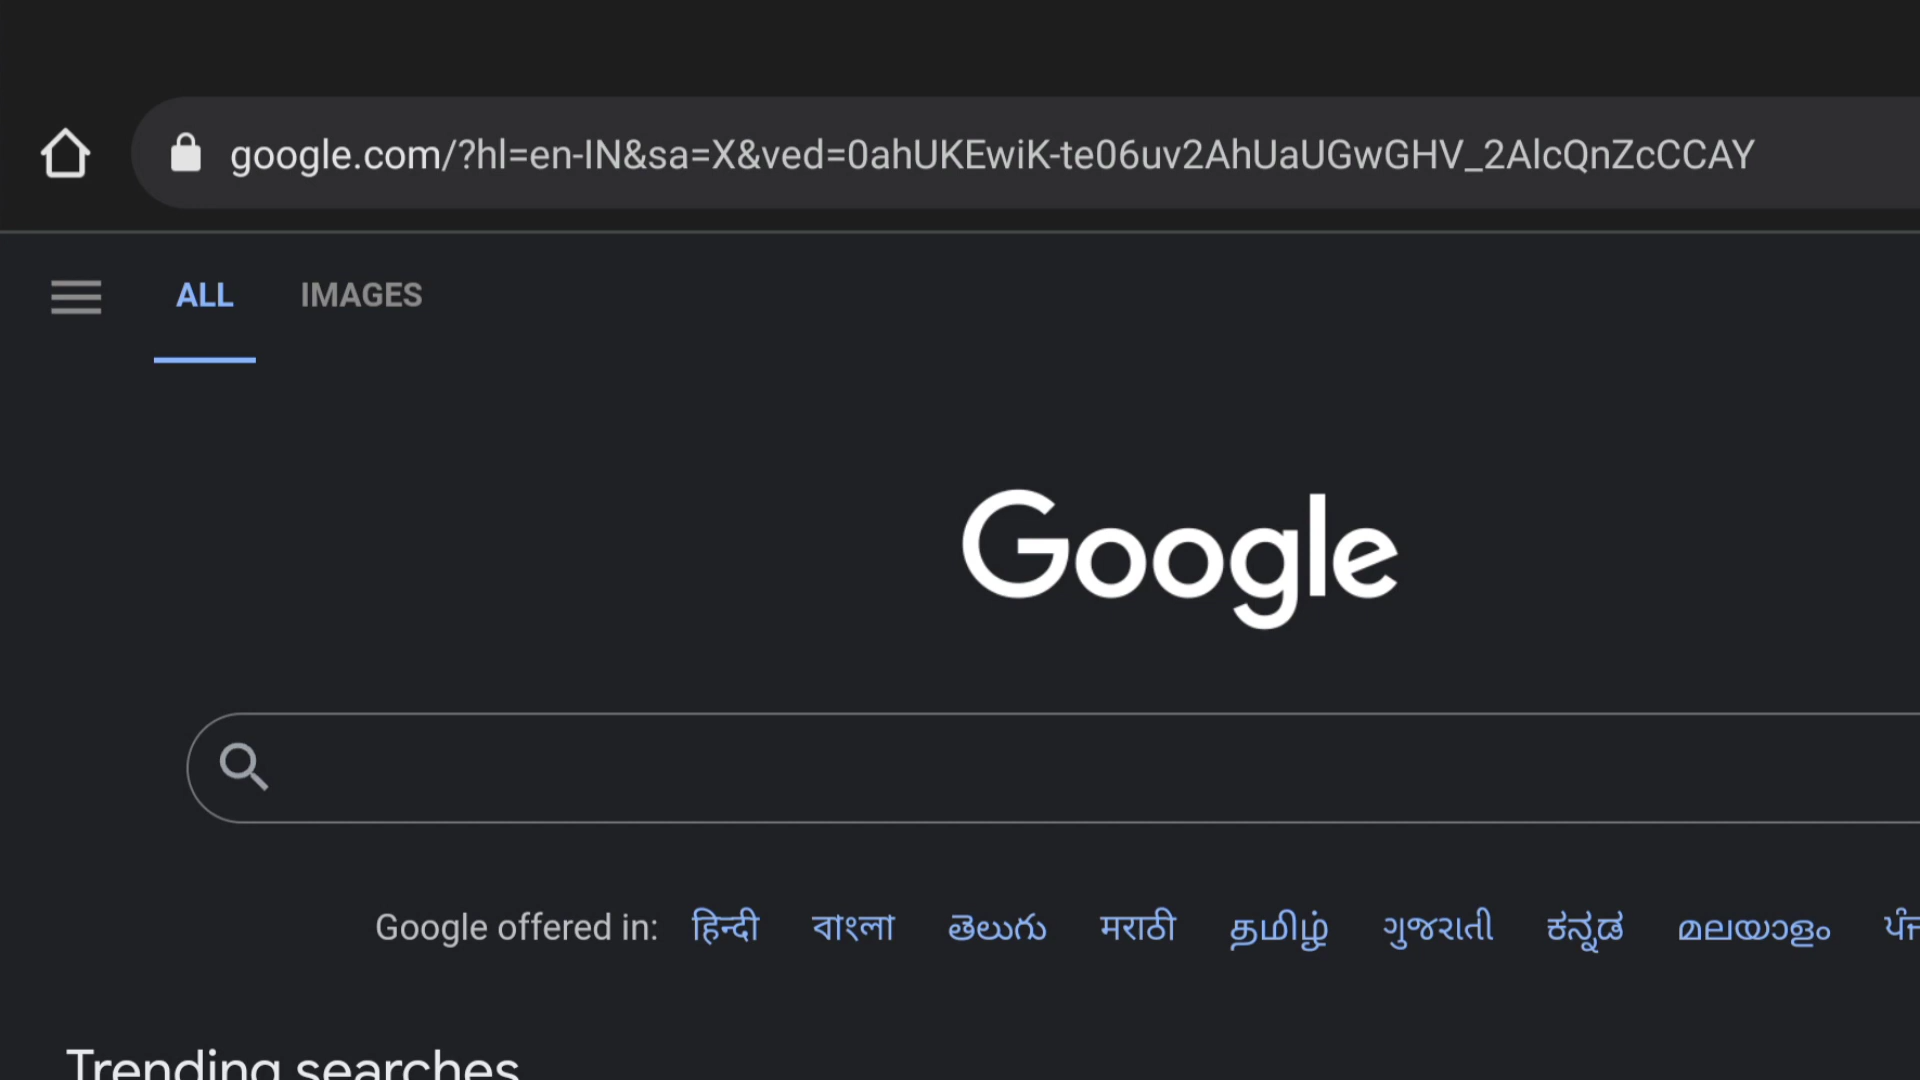 google.com/?hl=en-IN&sa=X&ved=0ahUKEwiK-te06uv2AhUaUGwGHV_2AlcQnZcCCAY
ALL IMAGES
Google
Google offered in: हिन्दी বাংলা తెలుగు मराठी தமிழ் ગુજરાતી ಕನ್ನಡ മലയാളം
Trending searches